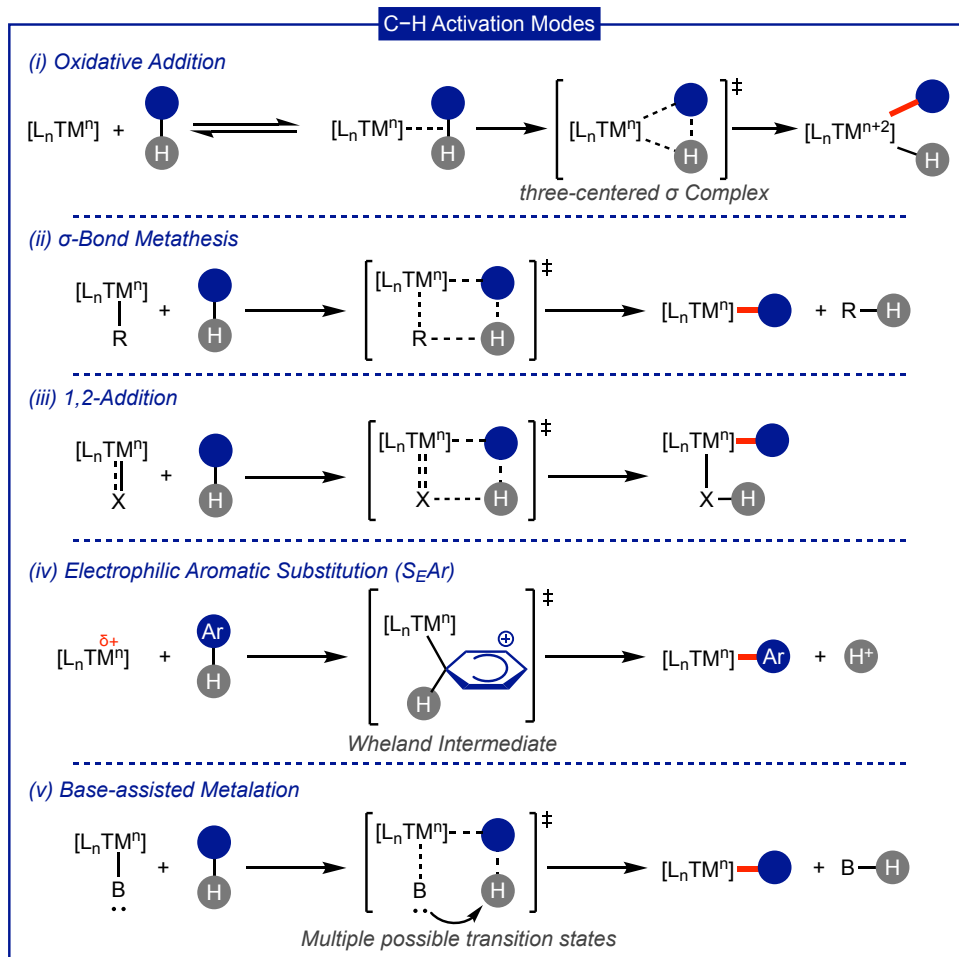 C–H Activation Modes
(i) Oxidative Addition
[LnTMⁿ] + H [LnTMⁿ] H [LnTMⁿ] H ‡ [LnTMⁿ⁺²] H
three-centered σ Complex
(ii) σ-Bond Metathesis
[LnTMⁿ] R + H [LnTMⁿ] R H ‡ [LnTMⁿ] + R H
(iii) 1,2-Addition
[LnTMⁿ] X + H [LnTMⁿ] X H ‡ [LnTMⁿ] X H
(iv) Electrophilic Aromatic Substitution (SEAr)
δ+
[LnTMⁿ] + Ar H [LnTMⁿ] H ⊕ ‡ [LnTMⁿ] Ar + H⁺
Wheland Intermediate
(v) Base-assisted Metalation
[LnTMⁿ] B + H [LnTMⁿ] B H ‡ [LnTMⁿ] + B H
Multiple possible transition states